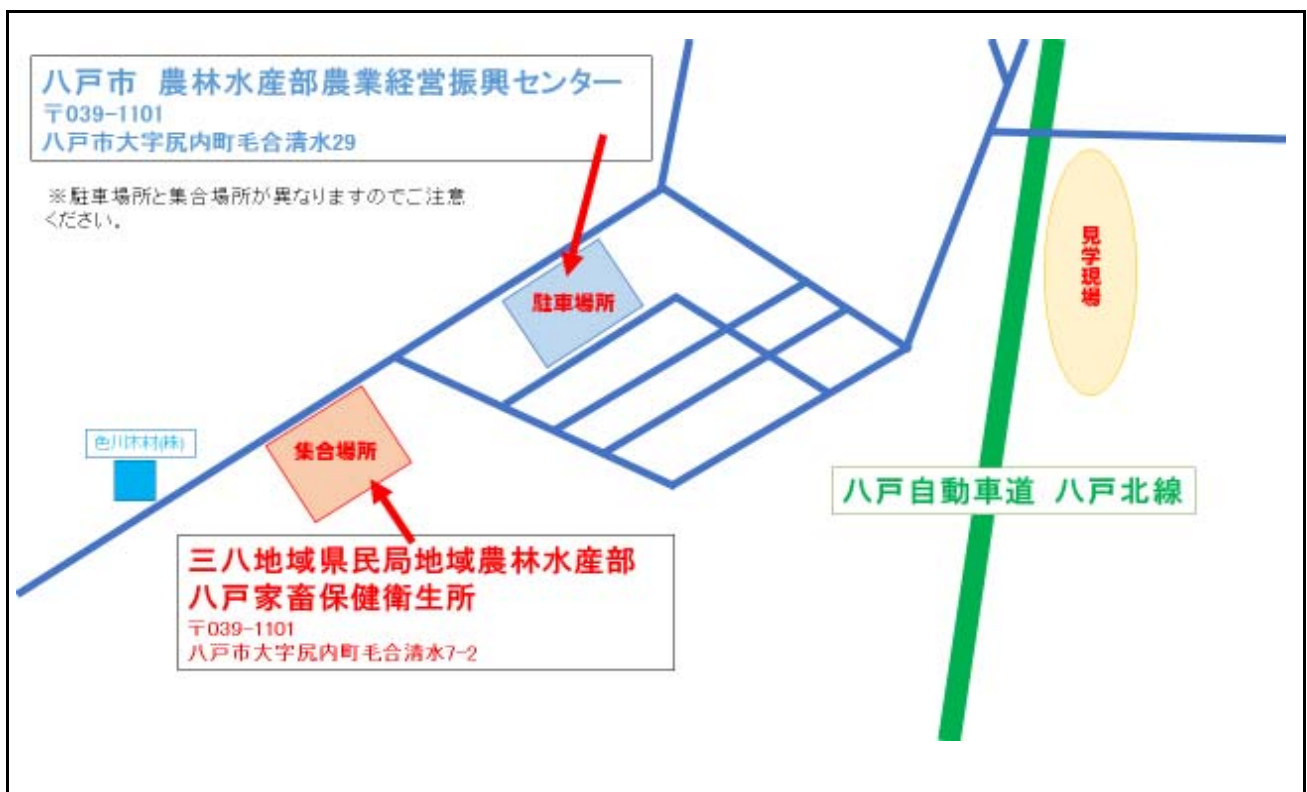 八戸市 農林水産部農業経営振興センター
〒039-1101
八戸市大字尻内町毛合清水29
※駐車場所と集合場所が異なりますのでご注意
ください。
駐車場所
見学現場
色川木材(株)
集合場所
八戸自動車道 八戸北線
三八地域県民局地域農林水産部
八戸家畜保健衛生所
〒039-1101
八戸市大字尻内町毛合清水7-2